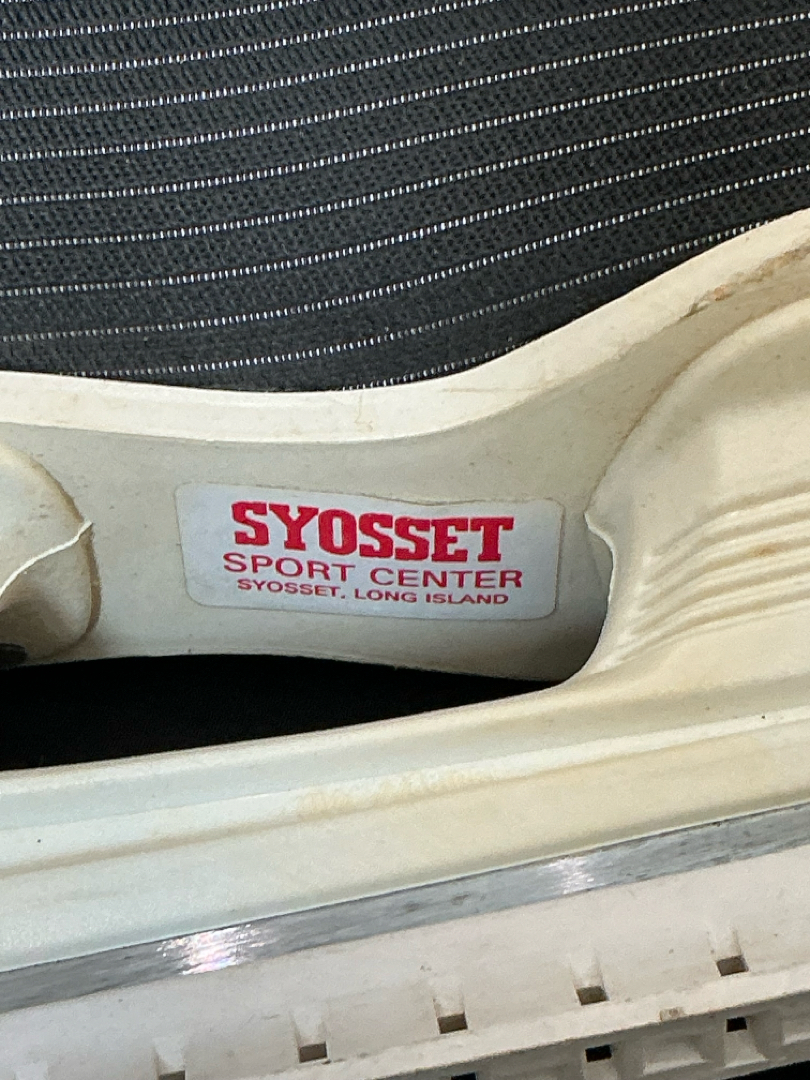 SYOSSET
SPORT CENTER
SYOSSET, LONG ISLAND